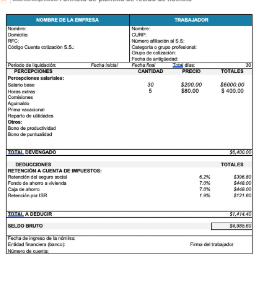 NOMBRE DE LA EMPRESA TRABAJADOR
Nombre: Nombre:
Domicilio: CURP:
RFC: Número afiliación al S.S.:
Código Cuenta cotización S.S.: Categoría o grupo profesional:
Grupo de cotización:
Fecha de antigüedad:
Periodo de liquidación: Fecha Inicial Fecha final Total días: 30
PERCEPCIONES CANTIDAD PRECIO TOTALES
Percepciones salariales:
Salario base 30 $200.00 $6000.00
Horas extras 5 $80.00 $ 400.00
Comisiones
Aguinaldo
Prima vacacional
Reparto de utilidades
Otros:
Bono de productividad
Bono de puntualidad
TOTAL DEVENGADO $6,400.00
DEDUCCIONES TOTALES
RETENCIÓN A CUENTA DE IMPUESTOS:
Retención del seguro social 6.2% $396.80
Fondo de ahorro a vivienda 7.0% $448.00
Caja de ahorro 7.0% $448.00
Retención por ISR 1.9% $121.60
TOTAL A DEDUCIR $1,414.40
SELDO BRUTO $4,985.60
Fecha de ingreso de la nómina:
Entidad financiera (banco): Firma del trabajador
Número de cuenta: